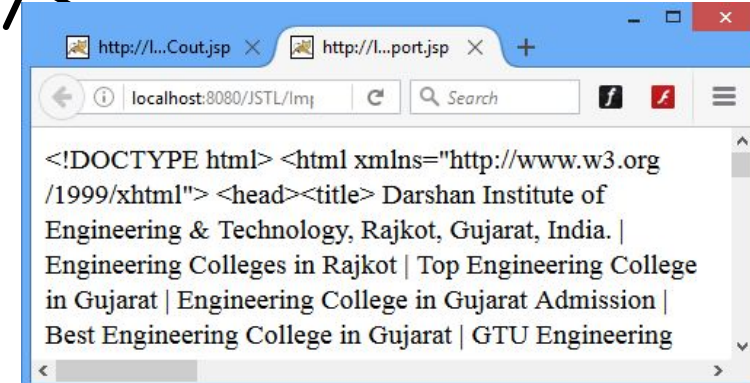 http://l...Cout.jsp
http://l...port.jsp
localhost:8080/JSTL/Imp
Search
<!DOCTYPE html> <html xmlns="http://www.w3.org
/1999/xhtml"> <head><title> Darshan Institute of
Engineering & Technology, Rajkot, Gujarat, India. |
Engineering Colleges in Rajkot | Top Engineering College
in Gujarat | Engineering College in Gujarat Admission |
Best Engineering College in Gujarat | GTU Engineering